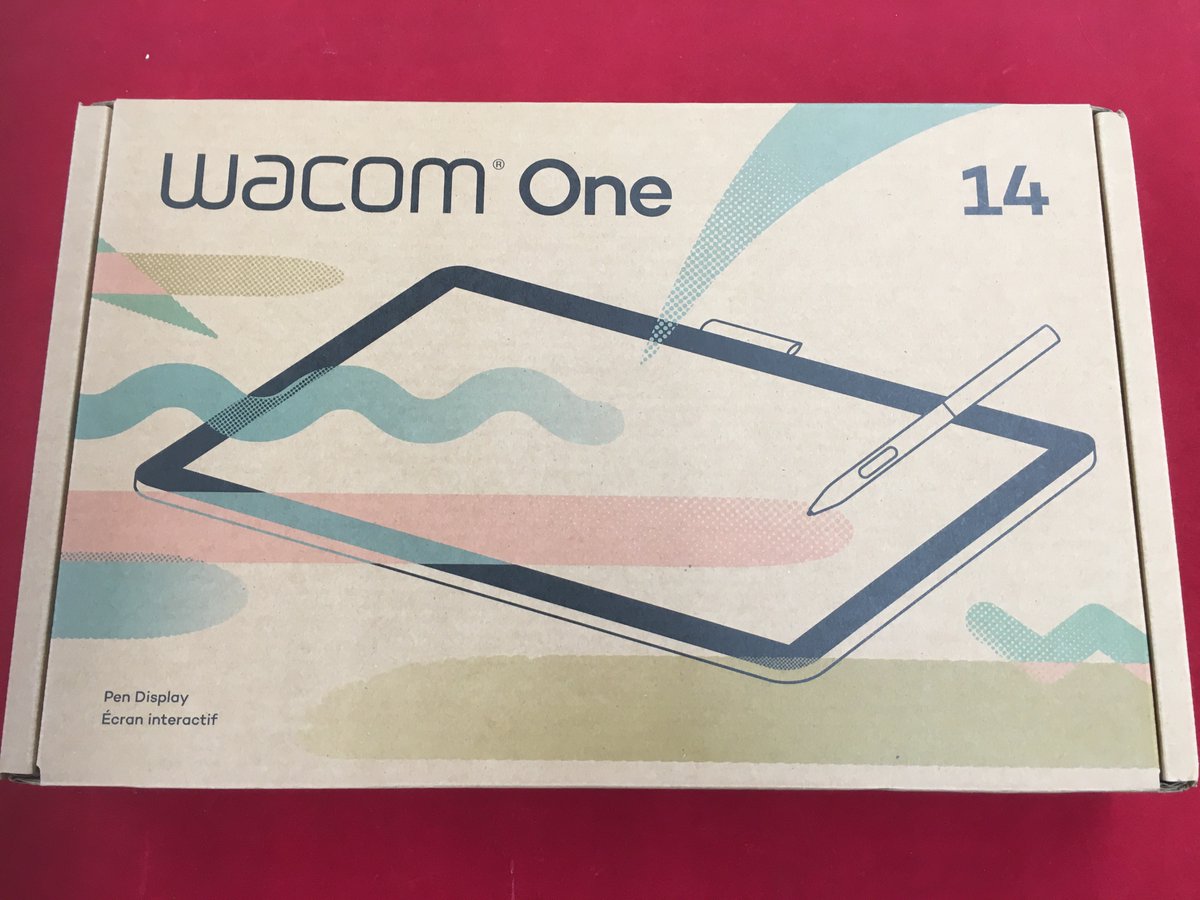 wacom® One
14
Pen Display
Écran interactif